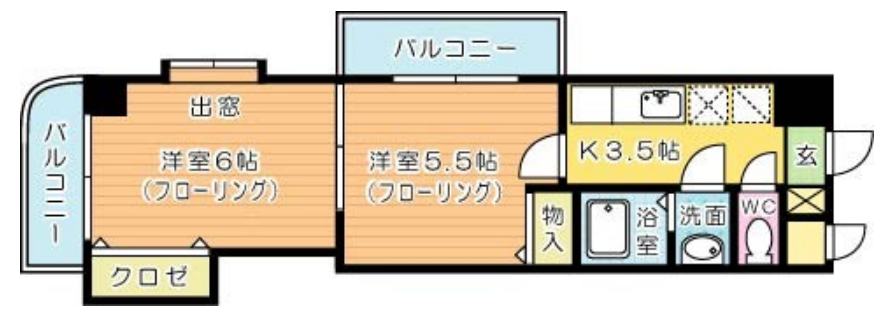 バルコニー
出窓
バルコニー
洋室6帖
(フローリング)
洋室5.5帖
(フローリング)
K3.5帖
玄
物入
浴室
洗面
WC
クロゼ